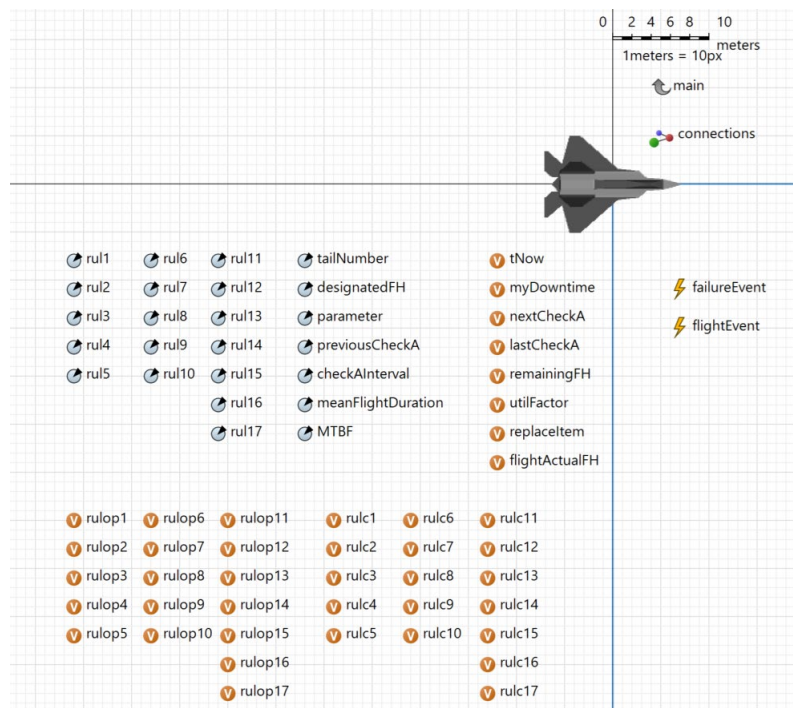 0 2 4 6 8 10
meters
1meters = 10px
main
connections
rul1 rul6 rul11 tailNumber tNow
rul2 rul7 rul12 designatedFH myDowntime failureEvent
rul3 rul8 rul13 parameter nextCheckA
flightEvent
rul4 rul9 rul14 previousCheckA lastCheckA
rul5 rul10 rul15 checkAInterval remainingFH
rul16 meanFlightDuration utilFactor
rul17 MTBF replaceItem
flightActualFH
V rulop1 V rulop6 V rulop11 V rulc1 V rulc6 V rulc11
V rulop2 V rulop7 V rulop12 V rulc2 V rulc7 V rulc12
V rulop3 V rulop8 V rulop13 V rulc3 V rulc8 V rulc13
V rulop4 V rulop9 V rulop14 V rulc4 V rulc9 V rulc14
V rulop5 V rulop10 V rulop15 V rulc5 V rulc10 V rulc15
V rulop16 V rulc16
V rulop17 V rulc17